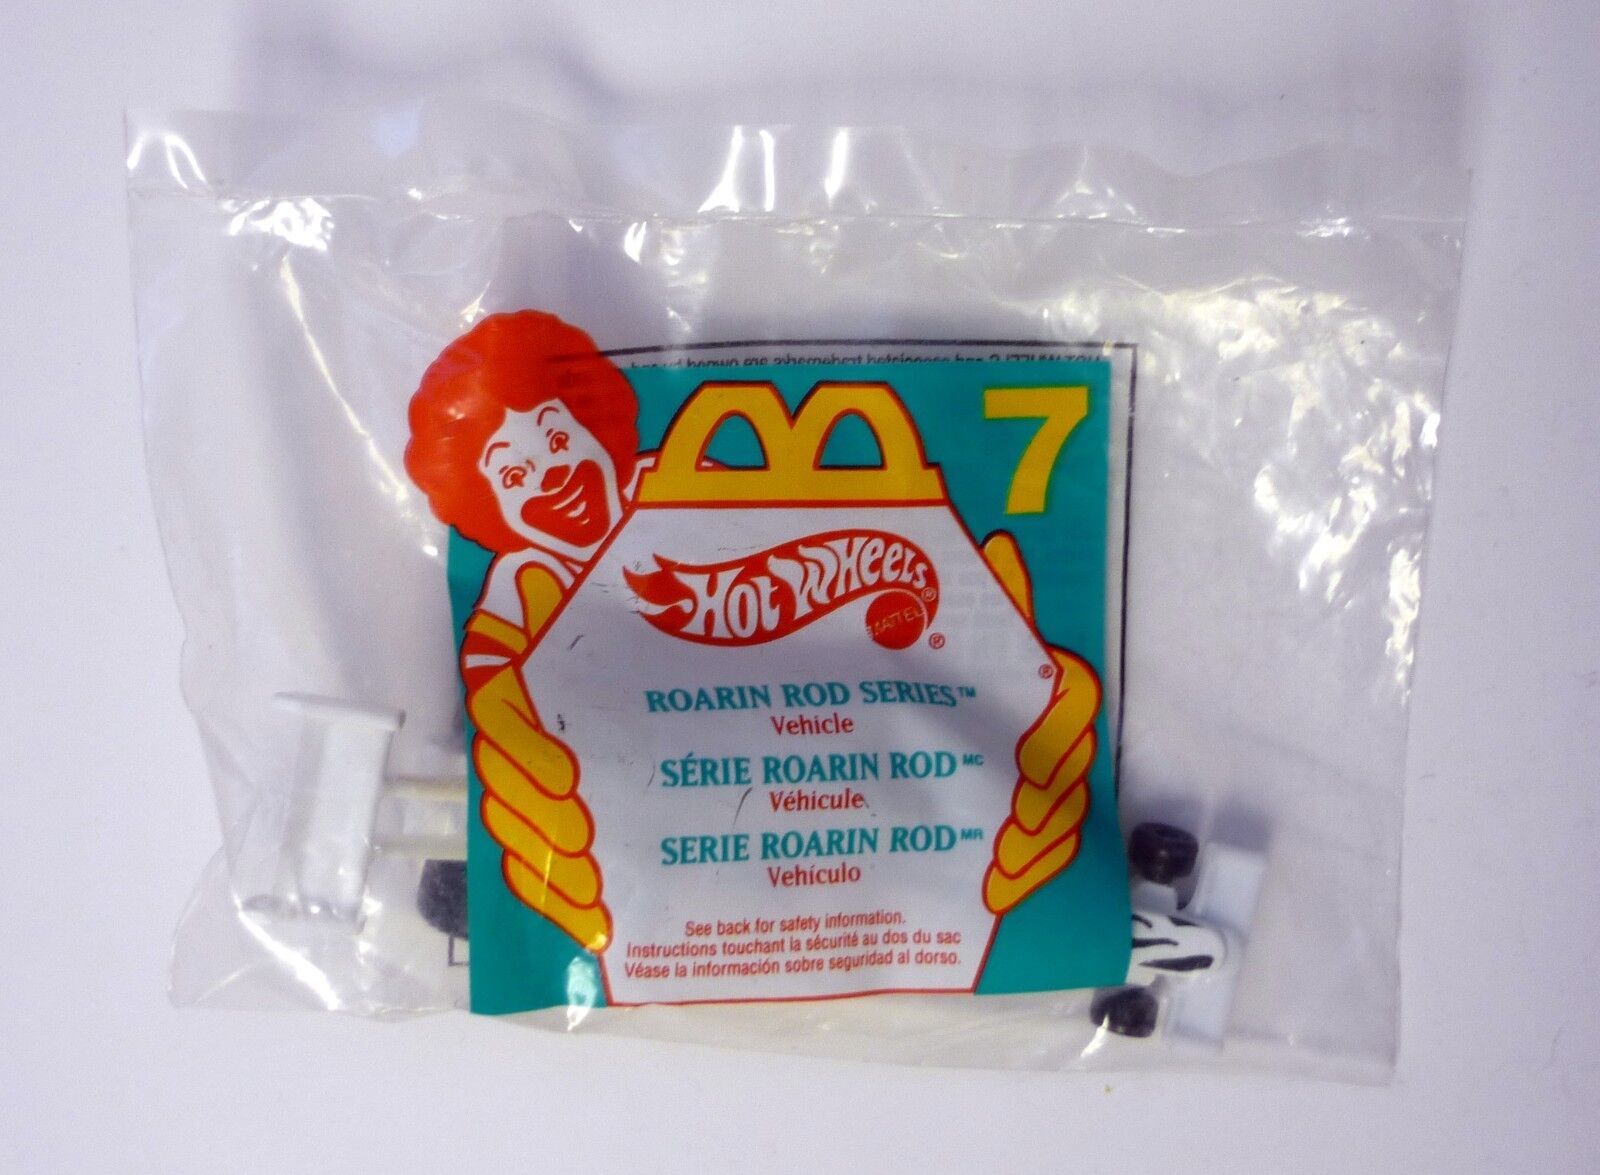 7
HOT WHEELS®
MATTEL
®
®
ROARIN ROD SERIES™
Vehicle
SÉRIE ROARIN ROD MC
Véhicule
SERIE ROARIN ROD MR
Vehículo
See back for safety information.
Instructions touchant la sécurité au dos du sac
Véase la información sobre seguridad al dorso.